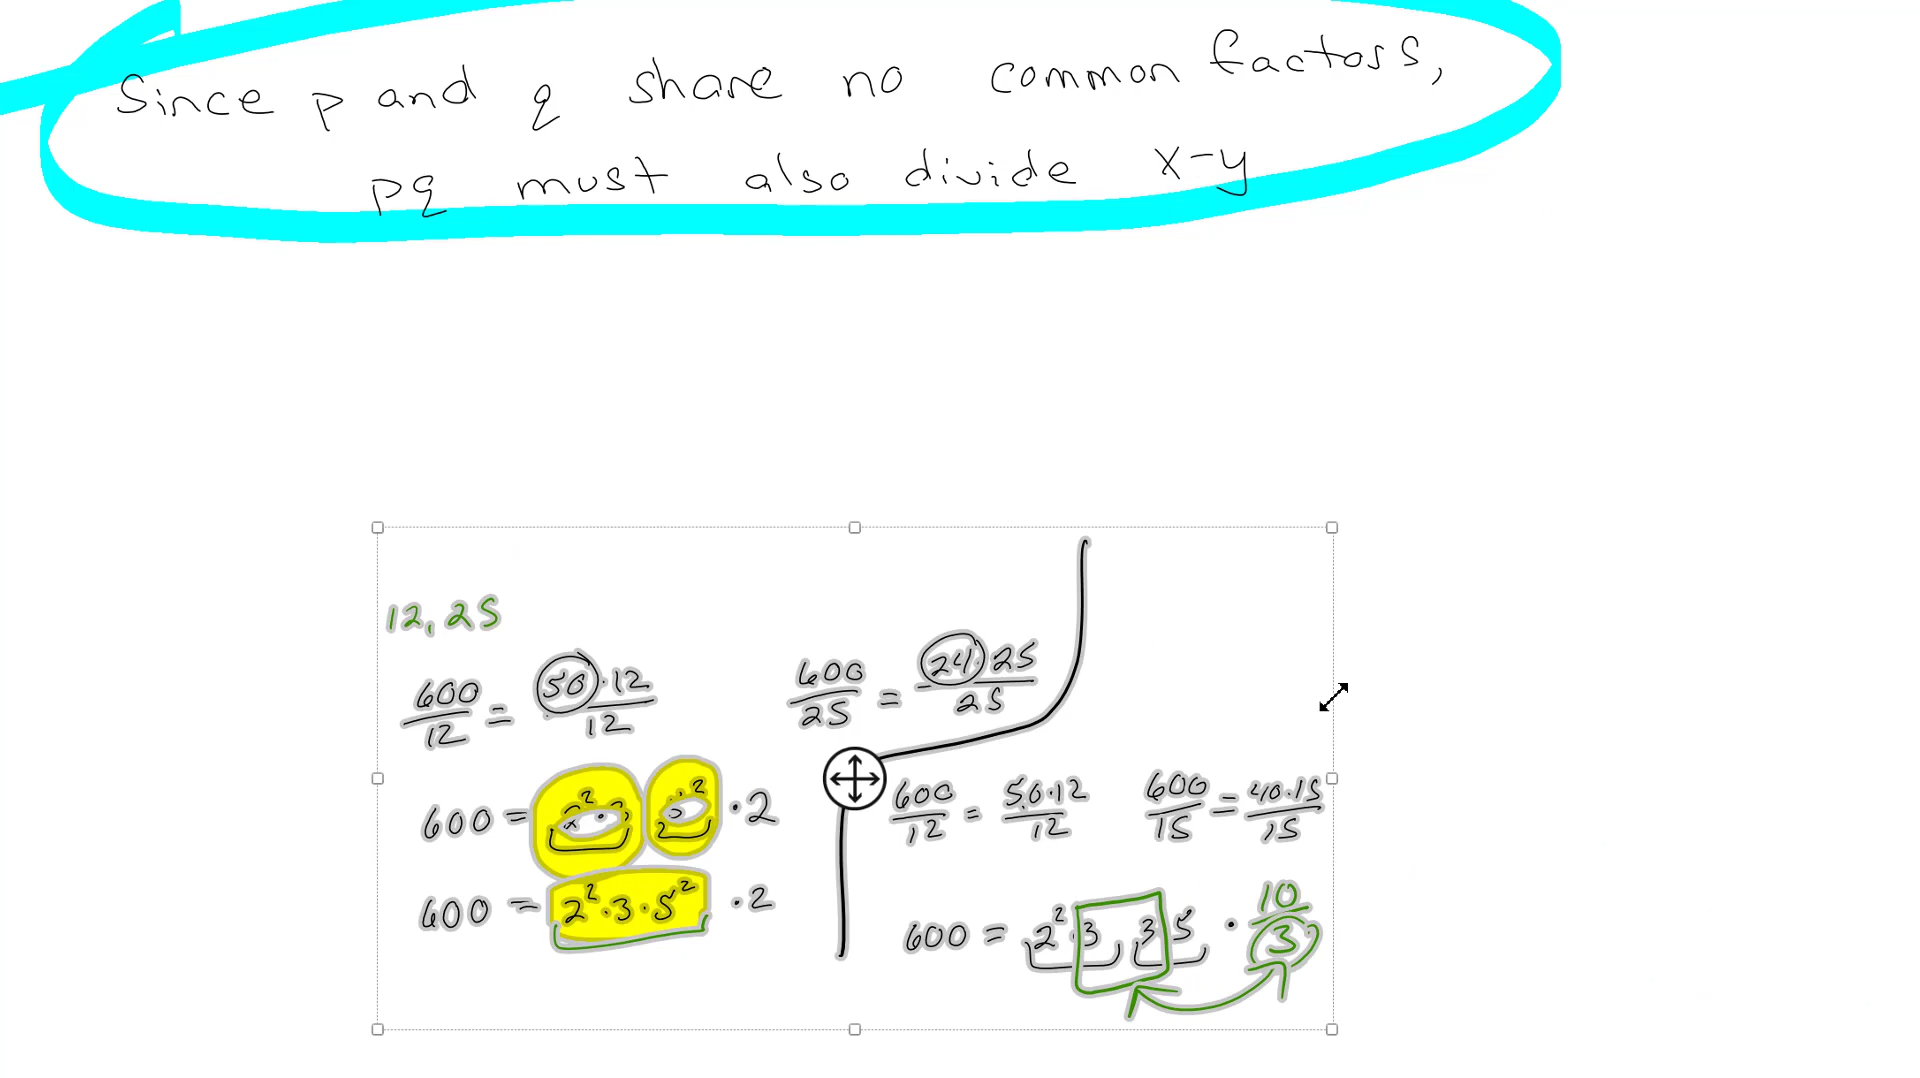 Since p and q share no common factors,
pq must also divide x-y
12, 25
600/12 = 50·12/12
600/25 = 24·25/25
600 = ·2
600 = 2²·3·5² ·2
600/12 = 50·12/12
600/15 = 40·15/15
600 = 2²·3 3·5 · 10/3